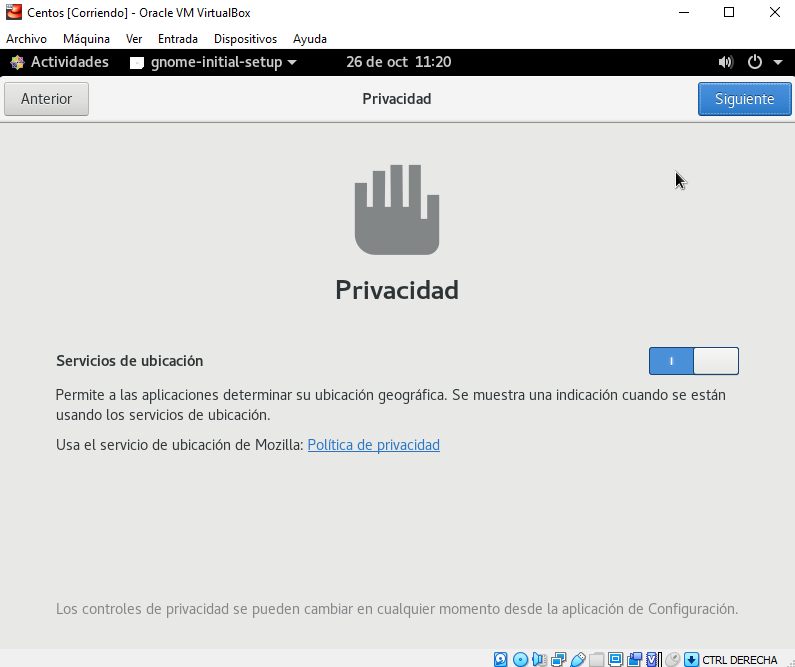 Centos [Corriendo] - Oracle VM VirtualBox
Archivo Máquina Ver Entrada Dispositivos Ayuda
Actividades gnome-initial-setup 26 de oct 11:20
Anterior Privacidad Siguiente
Privacidad
Servicios de ubicación
Permite a las aplicaciones determinar su ubicación geográfica. Se muestra una indicación cuando se están
usando los servicios de ubicación.
Usa el servicio de ubicación de Mozilla: Política de privacidad
Los controles de privacidad se pueden cambiar en cualquier momento desde la aplicación de Configuración.
CTRL DERECHA